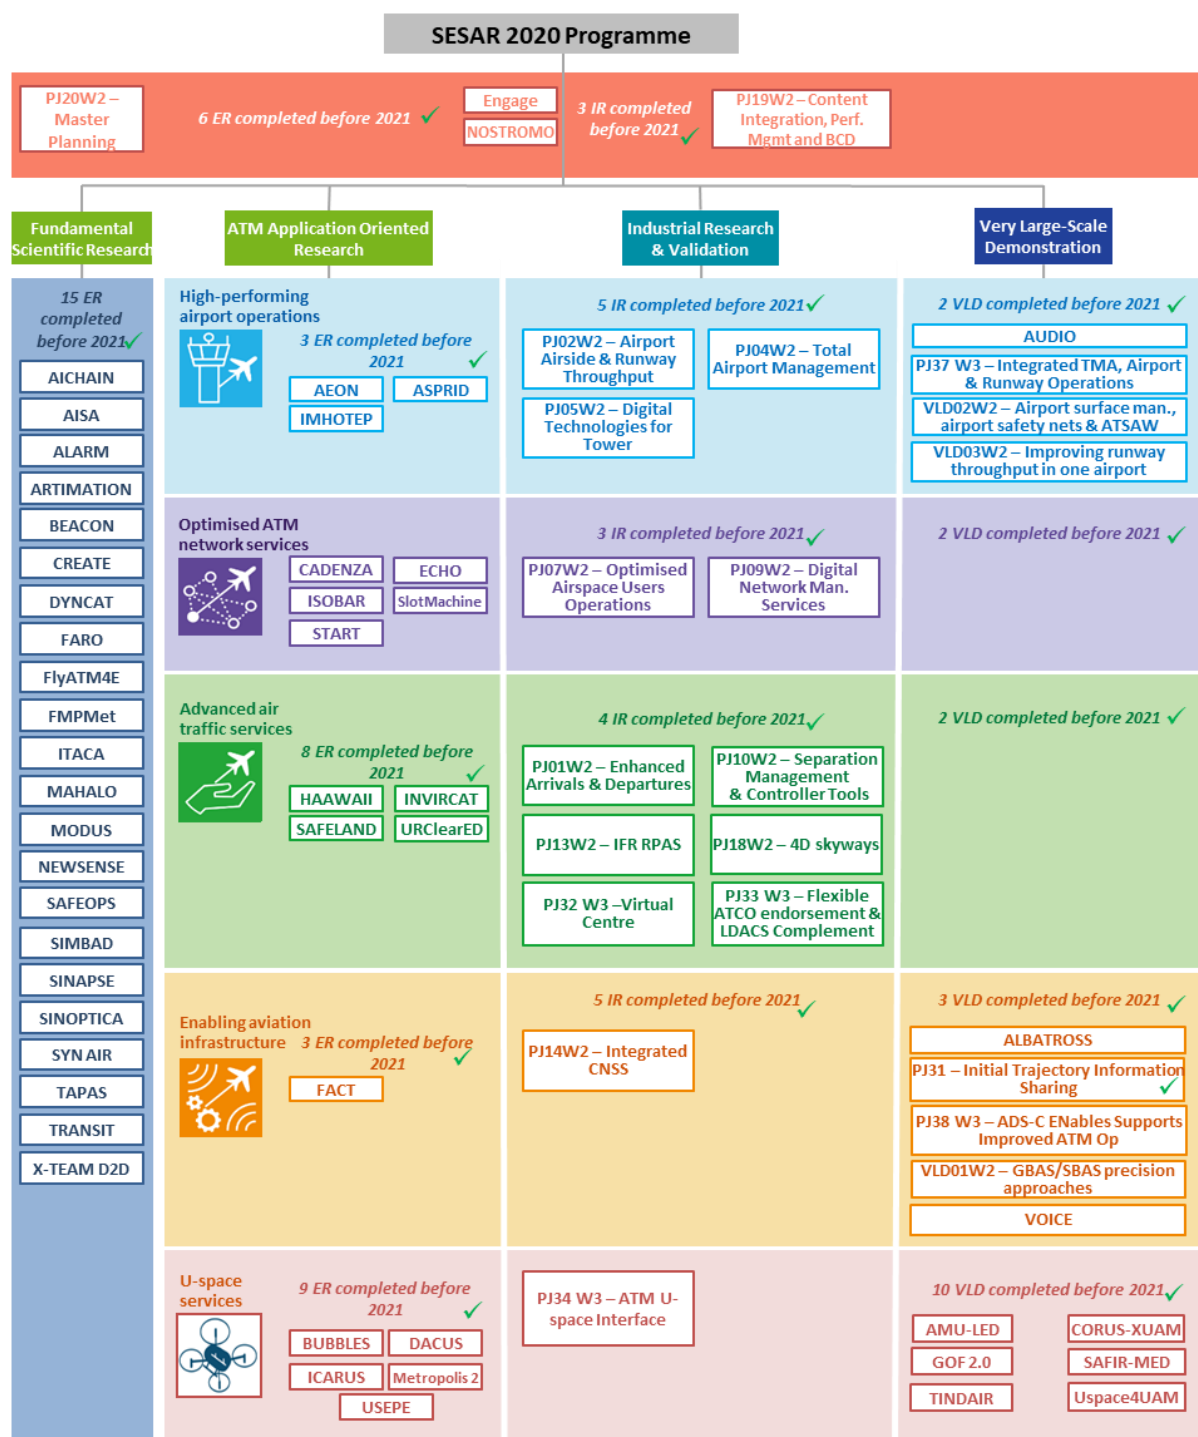 SESAR 2020 Programme
PJ20W2 –
Master
Planning
6 ER completed before 2021
Engage
NOSTROMO
3 IR completed
before 2021
PJ19W2 – Content
Integration, Perf.
Mgmt and BCD
Fundamental
Scientific Research
ATM Application Oriented
Research
Industrial Research
& Validation
Very Large-Scale
Demonstration
15 ER
completed
before 2021
AICHAIN
AISA
ALARM
ARTIMATION
BEACON
CREATE
DYNCAT
FARO
FlyATM4E
FMPMet
ITACA
MAHALO
MODUS
NEWSENSE
SAFEOPS
SIMBAD
SINAPSE
SINOPTICA
SYN AIR
TAPAS
TRANSIT
X-TEAM D2D
High-performing
airport operations
3 ER completed before
2021
AEON
ASPRID
IMHOTEP
5 IR completed before 2021
PJ02W2 – Airport
Airside & Runway
Throughput
PJ04W2 – Total
Airport Management
PJ05W2 – Digital
Technologies for
Tower
2 VLD completed before 2021
AUDIO
PJ37 W3 – Integrated TMA, Airport
& Runway Operations
VLD02W2 – Airport surface man.,
airport safety nets & ATSAW
VLD03W2 – Improving runway
throughput in one airport
Optimised ATM
network services
CADENZA
ECHO
ISOBAR
SlotMachine
START
3 IR completed before 2021
PJ07W2 – Optimised
Airspace Users
Operations
PJ09W2 – Digital
Network Man.
Services
2 VLD completed before 2021
Advanced air
traffic services
8 ER completed before
2021
HAAWAII
INVIRCAT
SAFELAND
URClearED
4 IR completed before 2021
PJ01W2 – Enhanced
Arrivals & Departures
PJ10W2 – Separation
Management
& Controller Tools
PJ13W2 – IFR RPAS
PJ18W2 – 4D skyways
PJ32 W3 –Virtual
Centre
PJ33 W3 – Flexible
ATCO endorsement &
LDACS Complement
2 VLD completed before 2021
Enabling aviation
infrastructure
3 ER completed before
2021
FACT
5 IR completed before 2021
PJ14W2 – Integrated
CNSS
3 VLD completed before 2021
ALBATROSS
PJ31 – Initial Trajectory Information
Sharing
PJ38 W3 – ADS-C ENables Supports
Improved ATM Op
VLD01W2 – GBAS/SBAS precision
approaches
VOICE
U-space
services
9 ER completed before
2021
BUBBLES
DACUS
ICARUS
Metropolis 2
USEPE
PJ34 W3 – ATM U-
space Interface
10 VLD completed before 2021
AMU-LED
CORUS-XUAM
GOF 2.0
SAFIR-MED
TINDAIR
Uspace4UAM